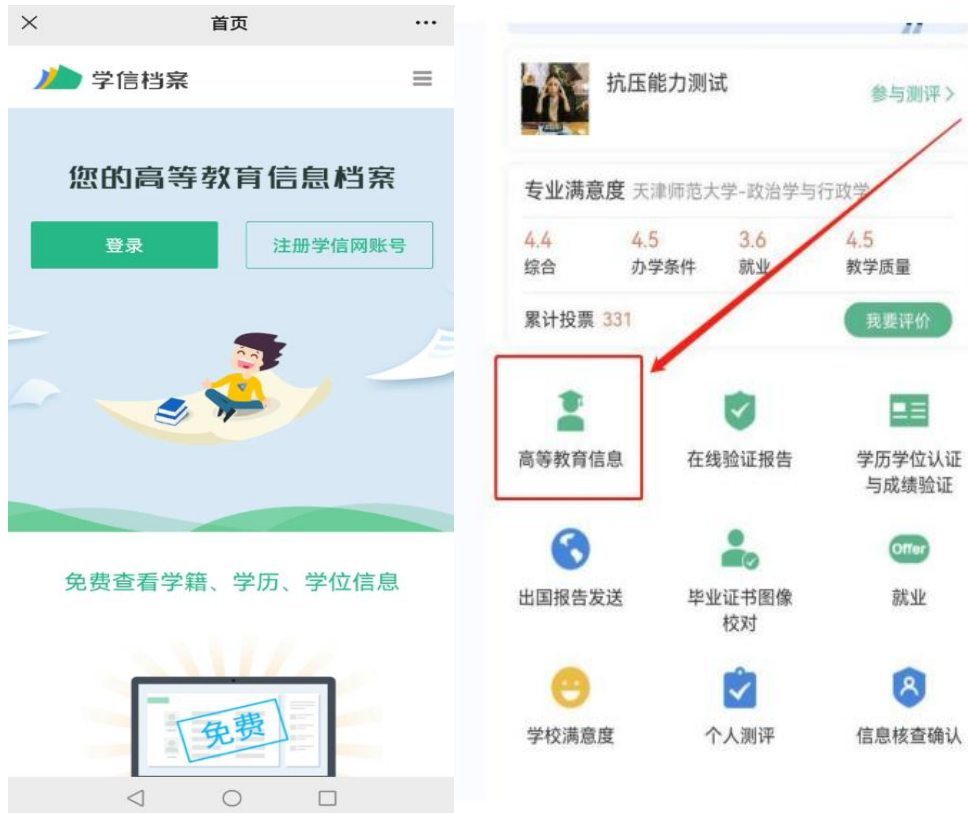 首页
学信档案
您的高等教育信息档案
登录
注册学信网账号
免费查看学籍、学历、学位信息
免费
抗压能力测试
参与测评
专业满意度 天津师范大学-政治学与行政学
4.4 4.5 3.6 4.5
综合 办学条件 就业 教学质量
累计投票 331
我要评价
高等教育信息
在线验证报告
学历学位认证
与成绩验证
出国报告发送
毕业证书图像
校对
Offer
就业
学校满意度
个人测评
信息核查确认